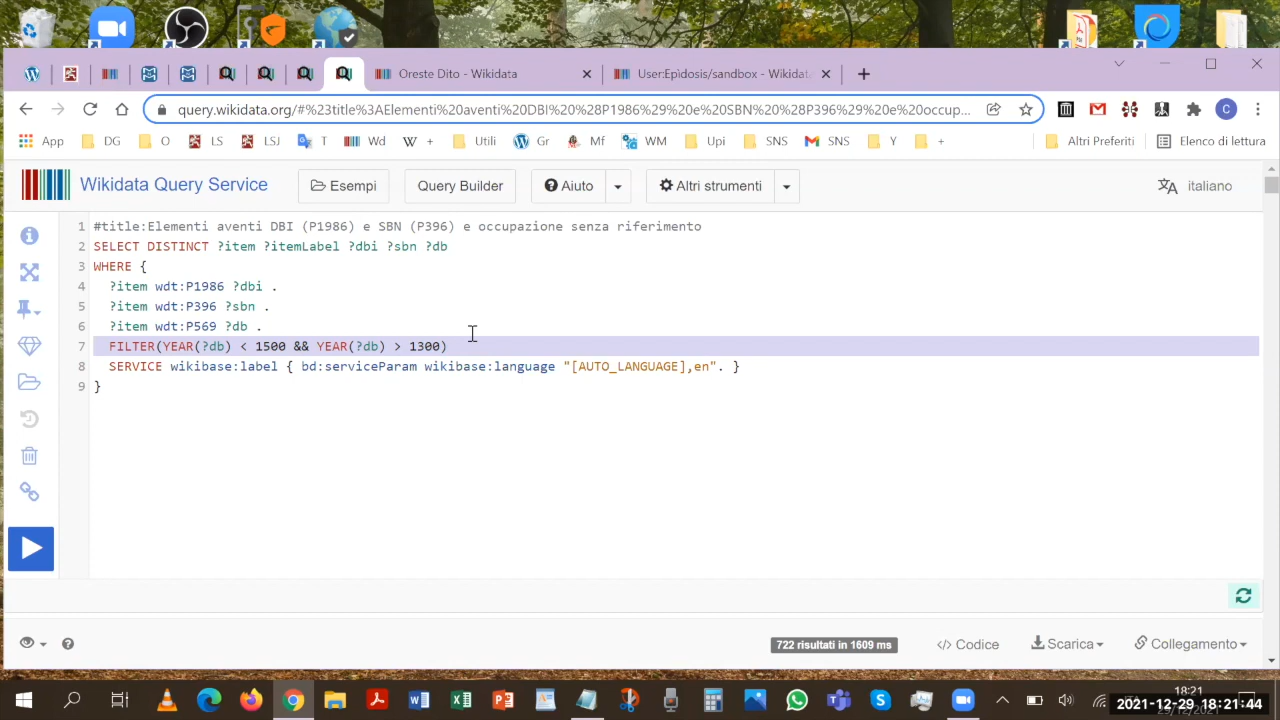 Oreste Dito - Wikidata
User:Epìdosis/sandbox - Wikidat
query.wikidata.org/#%23title%3AElementi%20aventi%20DBI%20%28P1986%29%20e%20SBN%20%28P396%29%20e%20occup...
C
App DG O LS LSJ T Wd + Utili Gr Mf WM Upi SNS SNS Y + Altri Preferiti Elenco di lettura
Wikidata Query Service Esempi Query Builder Aiuto Altri strumenti italiano
1 #title:Elementi aventi DBI (P1986) e SBN (P396) e occupazione senza riferimento
2 SELECT DISTINCT ?item ?itemLabel ?dbi ?sbn ?db
3 WHERE {
4 ?item wdt:P1986 ?dbi .
5 ?item wdt:P396 ?sbn .
6 ?item wdt:P569 ?db .
7 FILTER(YEAR(?db) < 1500 && YEAR(?db) > 1300)
8 SERVICE wikibase:label { bd:serviceParam wikibase:language "[AUTO_LANGUAGE],en". }
9 }
722 risultati in 1609 ms </> Codice Scarica Collegamento
18:21
2021-12-29 18:21:44